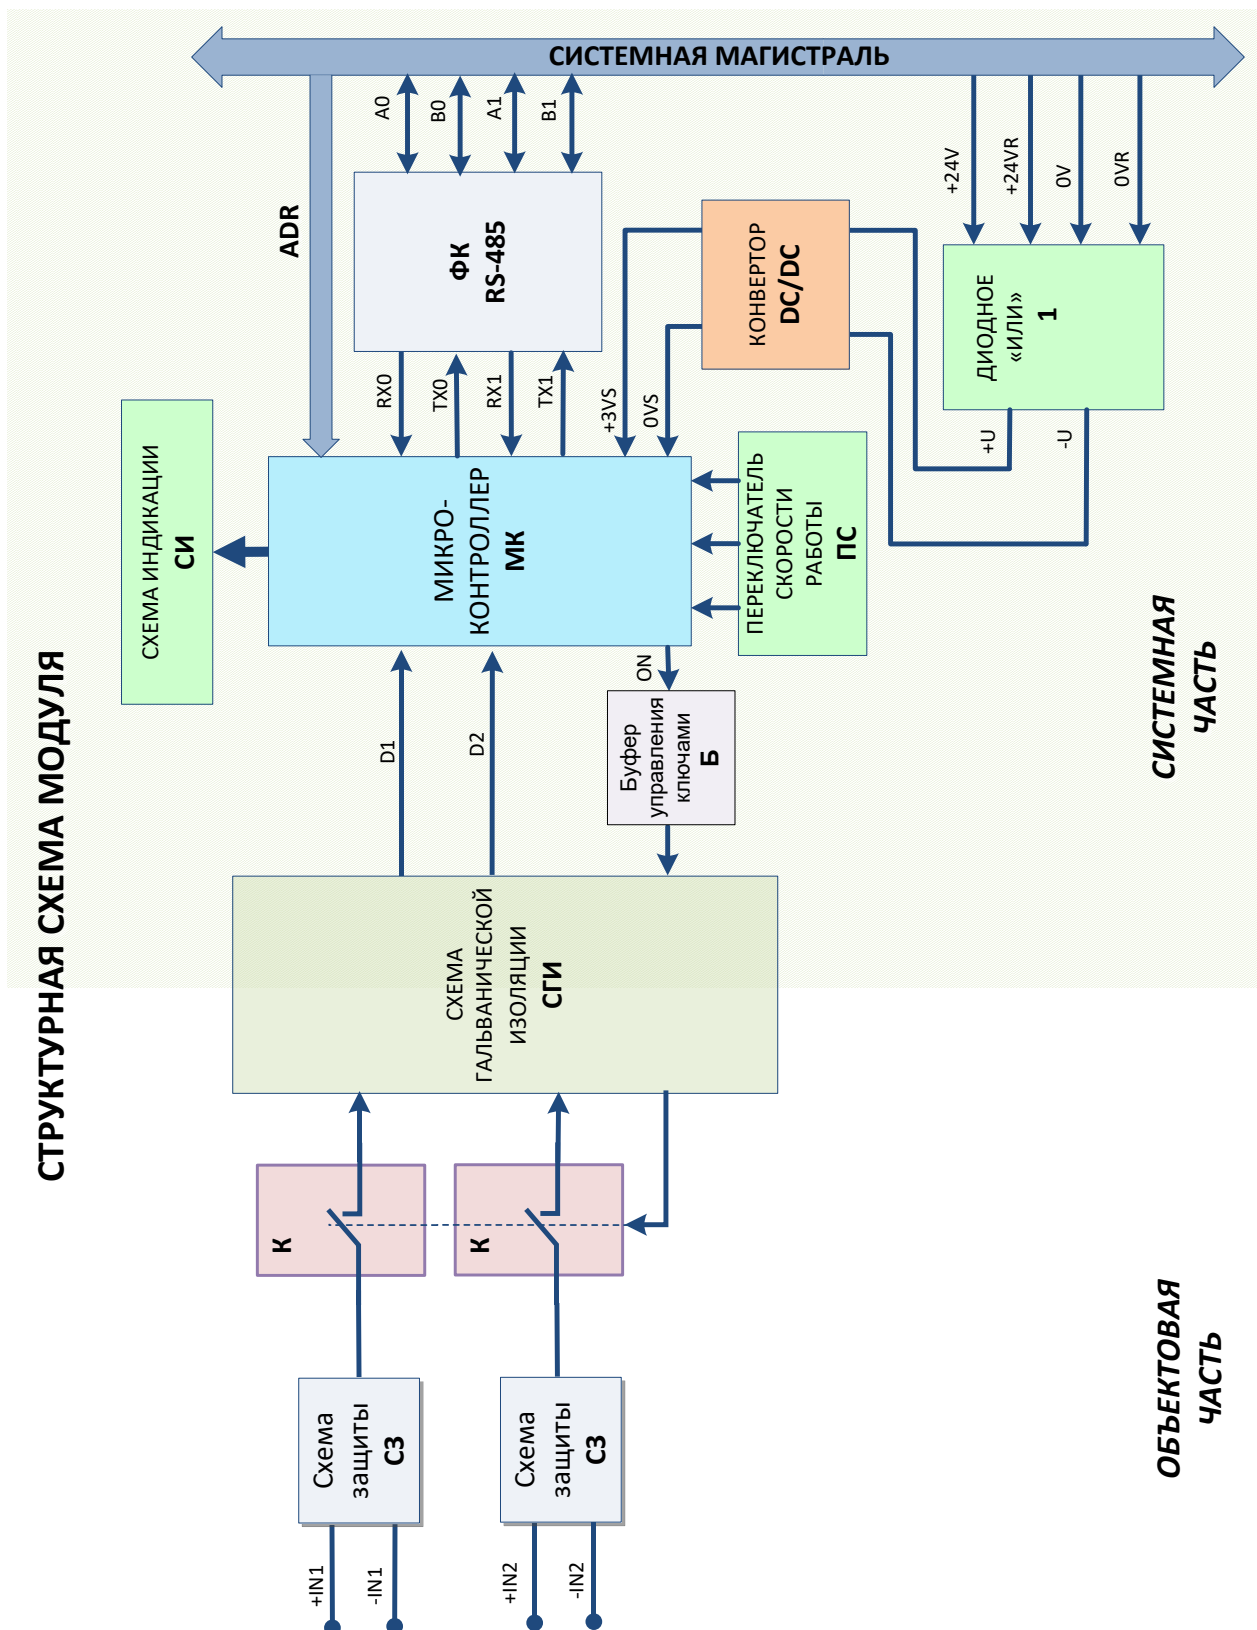 СТРУКТУРНАЯ СХЕМА МОДУЛЯ
СИСТЕМНАЯ МАГИСТРАЛЬ
ADR
A0
B0
A1
B1
+24V
+24VR
0V
0VR
ФК
RS-485
КОНВЕРТОР
DC/DC
ДИОДНОЕ
«ИЛИ»
1
RX0
TX0
RX1
TX1
+3VS
0VS
+U
-U
СХЕМА ИНДИКАЦИИ
СИ
МИКРО-
КОНТРОЛЛЕР
МК
ПЕРЕКЛЮЧАТЕЛЬ
СКОРОСТИ
РАБОТЫ
ПС
D1
D2
ON
Буфер
управления
ключами
Б
СИСТЕМНАЯ
ЧАСТЬ
СХЕМА
ГАЛЬВАНИЧЕСКОЙ
ИЗОЛЯЦИИ
СГИ
К
К
Схема
защиты
СЗ
Схема
защиты
СЗ
+IN1
-IN1
+IN2
-IN2
ОБЪЕКТОВАЯ
ЧАСТЬ